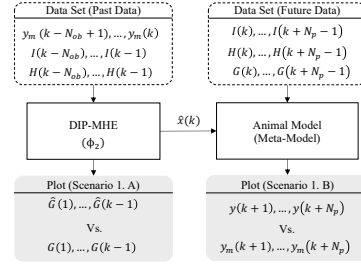 Data Set (Past Data)
y_m(k − N_ob + 1), ..., y_m(k)
I(k − N_ob), ..., I(k − 1)
H(k − N_ob), ..., H(k − 1)
Data Set (Future Data)
I(k), ..., I(k + N_p − 1)
H(k), ..., H(k + N_p − 1)
G(k), ..., G(k + N_p − 1)
DIP-MHE
(ϕ_z)
x̂(k)
Animal Model
(Meta-Model)
Plot (Scenario 1. A)
Ĝ(1), ..., Ĝ(k − 1)
Vs.
G(1), ..., G(k − 1)
Plot (Scenario 1. B)
y(k + 1), ..., y(k + N_p)
Vs.
y_m(k + 1), ..., y_m(k + N_p)